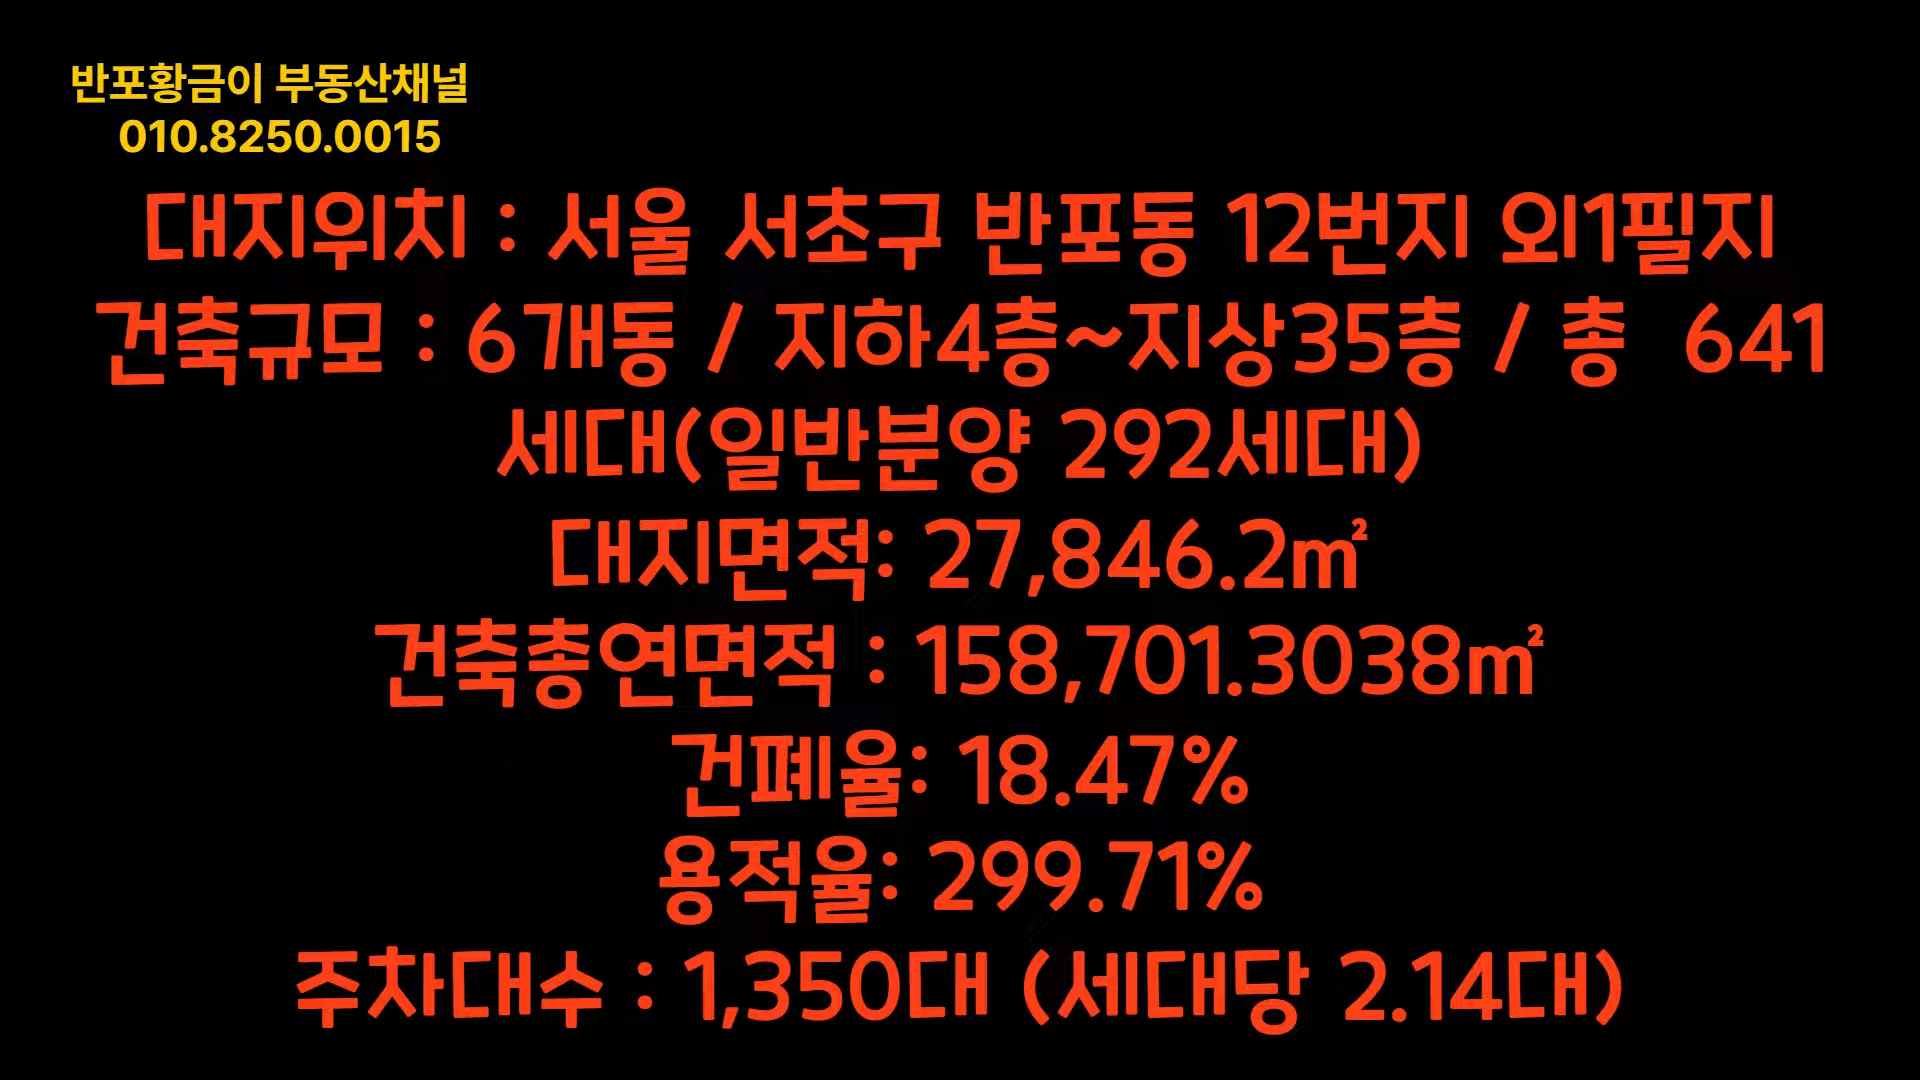 반포황금이 부동산채널
010.8250.0015
대지위치 : 서울 서초구 반포동 12번지 외1필지
건축규모 : 6개동 / 지하4층~지상35층 / 총 641
세대(일반분양 292세대)
대지면적: 27,846.2㎡
건축총연면적 : 158,701.3038㎡
건폐율: 18.47%
용적율: 299.71%
주차대수 : 1,350대 (세대당 2.14대)